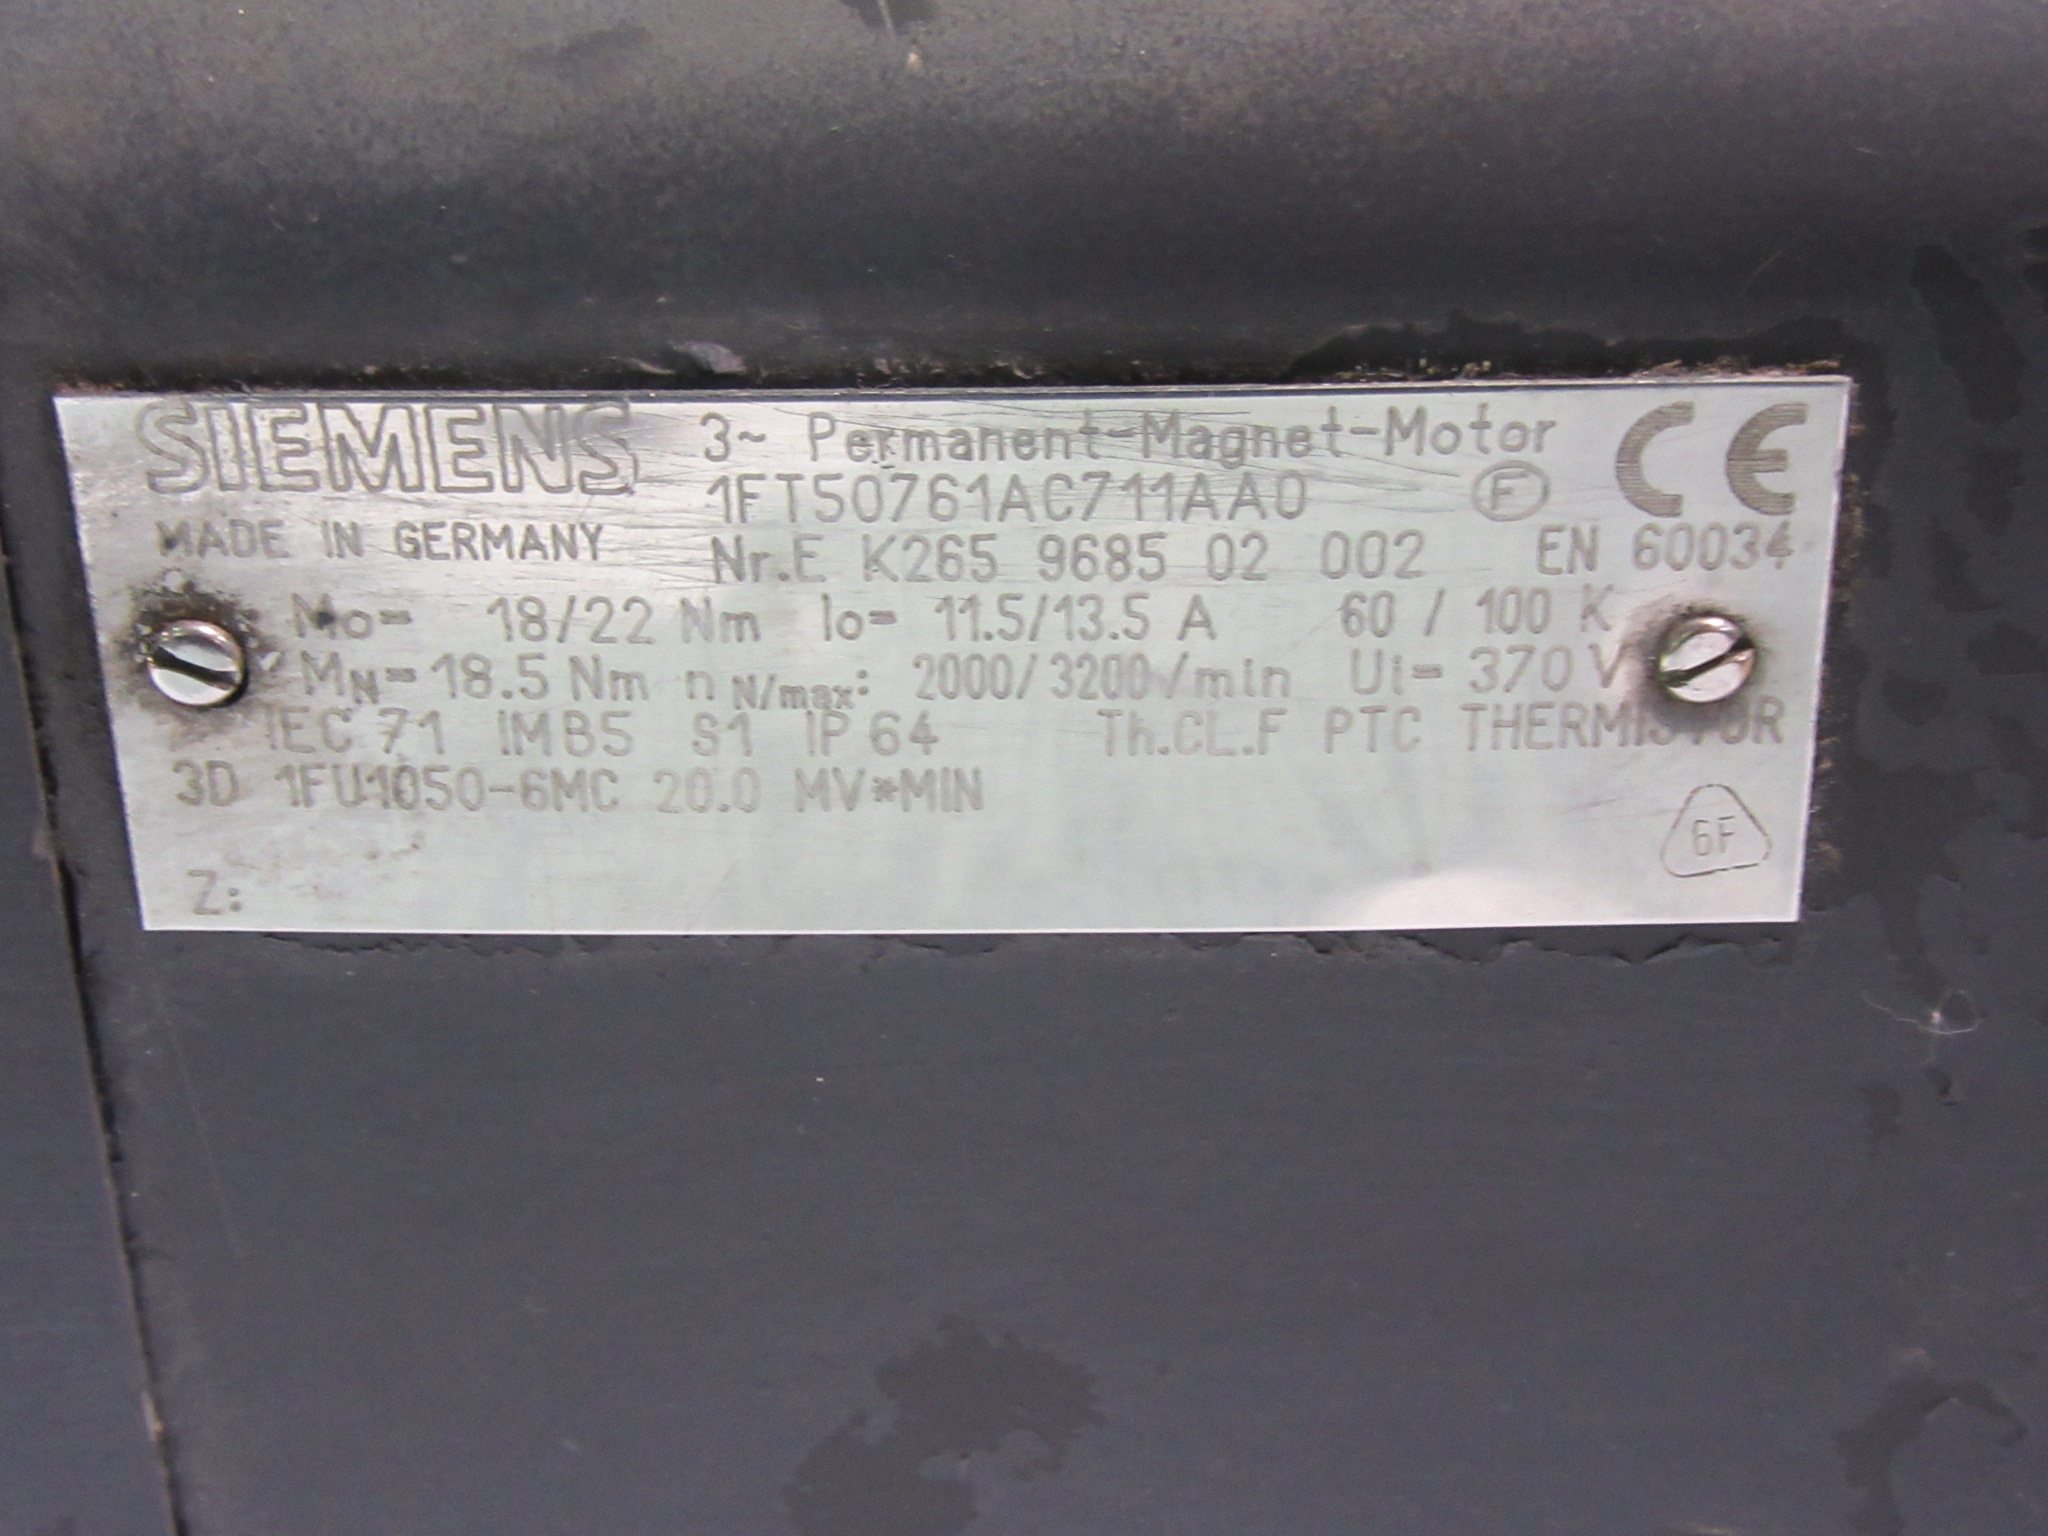 SIEMENS 3~ Permanent-Magnet-Motor CE
1FT50761AC711AA0 F
MADE IN GERMANY Nr.E K265 9685 02 002 EN 60034
Mo= 18/22 Nm Io= 11.5/13.5 A 60 / 100 K
MN= 18.5 Nm n N/max: 2000/3200/min Ui= 370 V
IEC 71 IMB5 S1 IP 64 Th.CL.F PTC THERMISTOR
3D 1FU1050-6MC 20.0 MV*MIN
6F
Z: